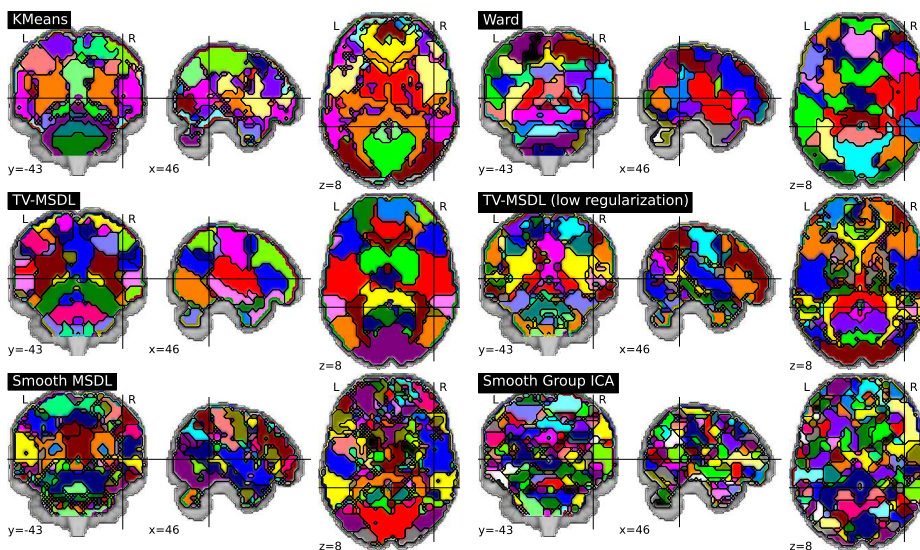 KMeans
L R L R
y=-43 x=46 z=8
Ward
L R L R
y=-43 x=46 z=8
TV-MSDL
L R L R
y=-43 x=46 z=8
TV-MSDL (low regularization)
L R L R
y=-43 x=46 z=8
Smooth MSDL
L R L R
y=-43 x=46 z=8
Smooth Group ICA
L R L R
y=-43 x=46 z=8